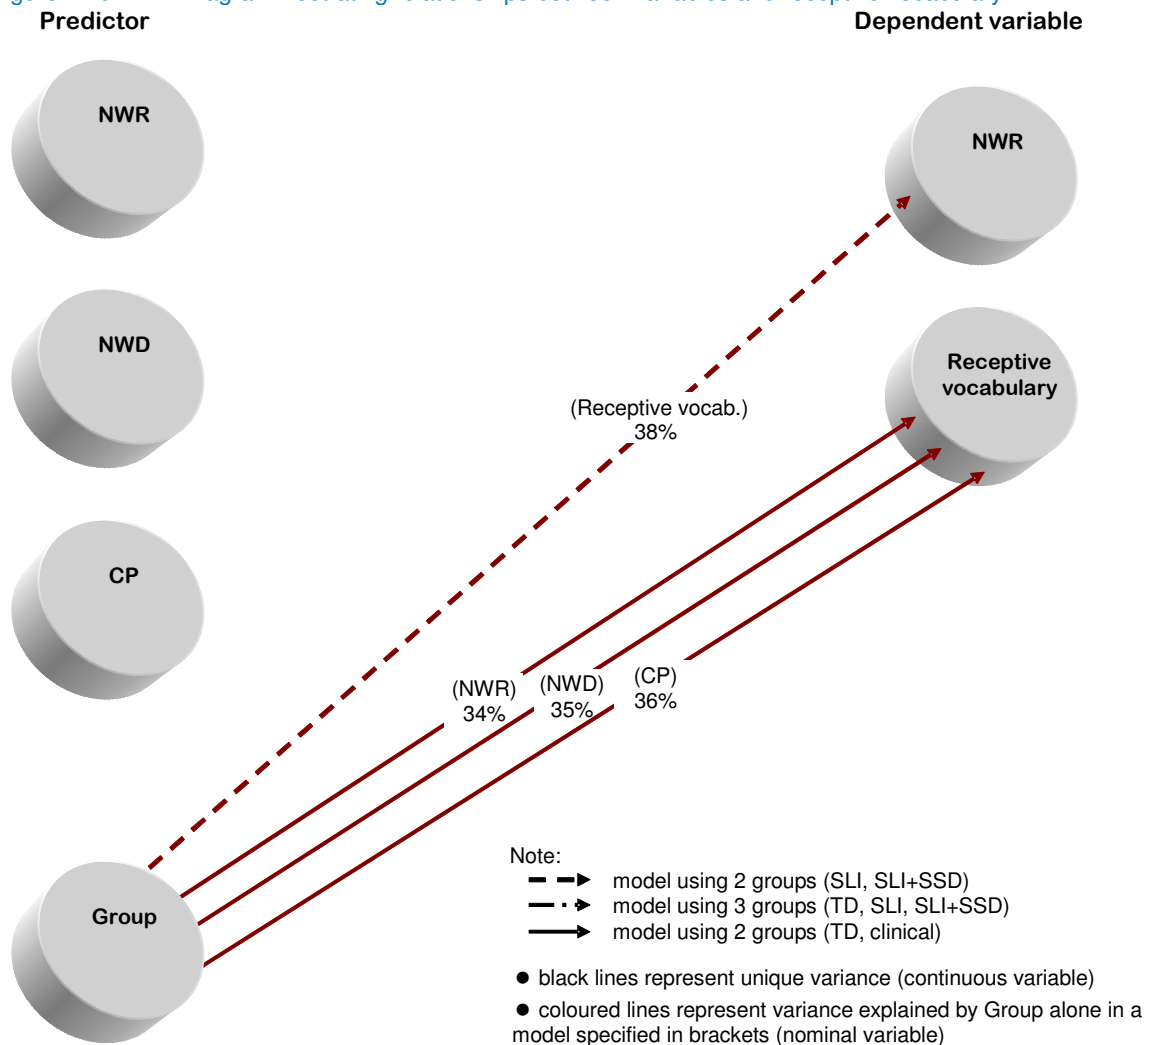 Predictor
Dependent variable
NWR
NWR
NWD
Receptive
vocabulary
(Receptive vocab.)
38%
CP
(NWR)
34%
(NWD)
35%
(CP)
36%
Group
Note:
model using 2 groups (SLI, SLI+SSD)
model using 3 groups (TD, SLI, SLI+SSD)
model using 2 groups (TD, clinical)
● black lines represent unique variance (continuous variable)
● coloured lines represent variance explained by Group alone in a
model specified in brackets (nominal variable)